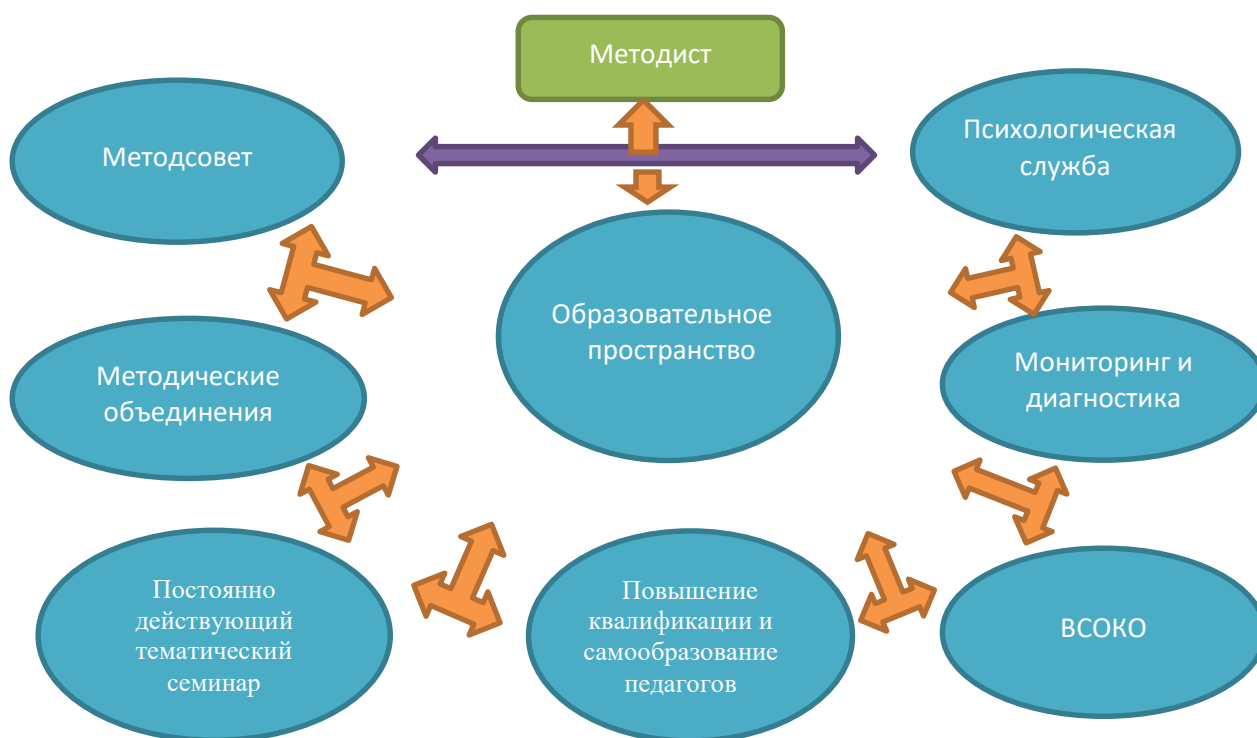 Методист
Методсовет
Психологическая
служба
Образовательное
пространство
Методические
объединения
Мониторинг и
диагностика
Постоянно
действующий
тематический
семинар
Повышение
квалификации и
самообразование
педагогов
ВСОКО